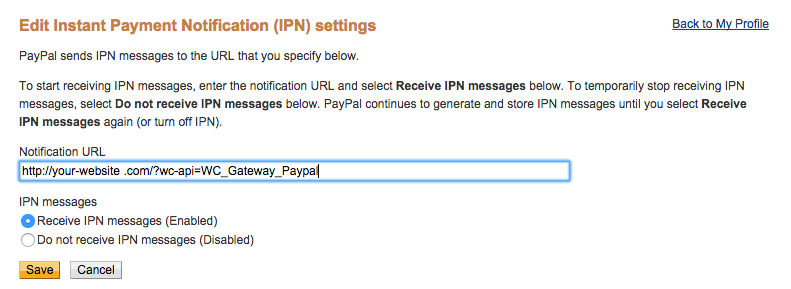 Edit Instant Payment Notification (IPN) settings
Back to My Profile
PayPal sends IPN messages to the URL that you specify below.
To start receiving IPN messages, enter the notification URL and select Receive IPN messages below. To temporarily stop receiving IPN
messages, select Do not receive IPN messages below. PayPal continues to generate and store IPN messages until you select Receive
IPN messages again (or turn off IPN).
Notification URL
http://your-website .com/?wc-api=WC_Gateway_Paypal
IPN messages
Receive IPN messages (Enabled)
Do not receive IPN messages (Disabled)
Save
Cancel